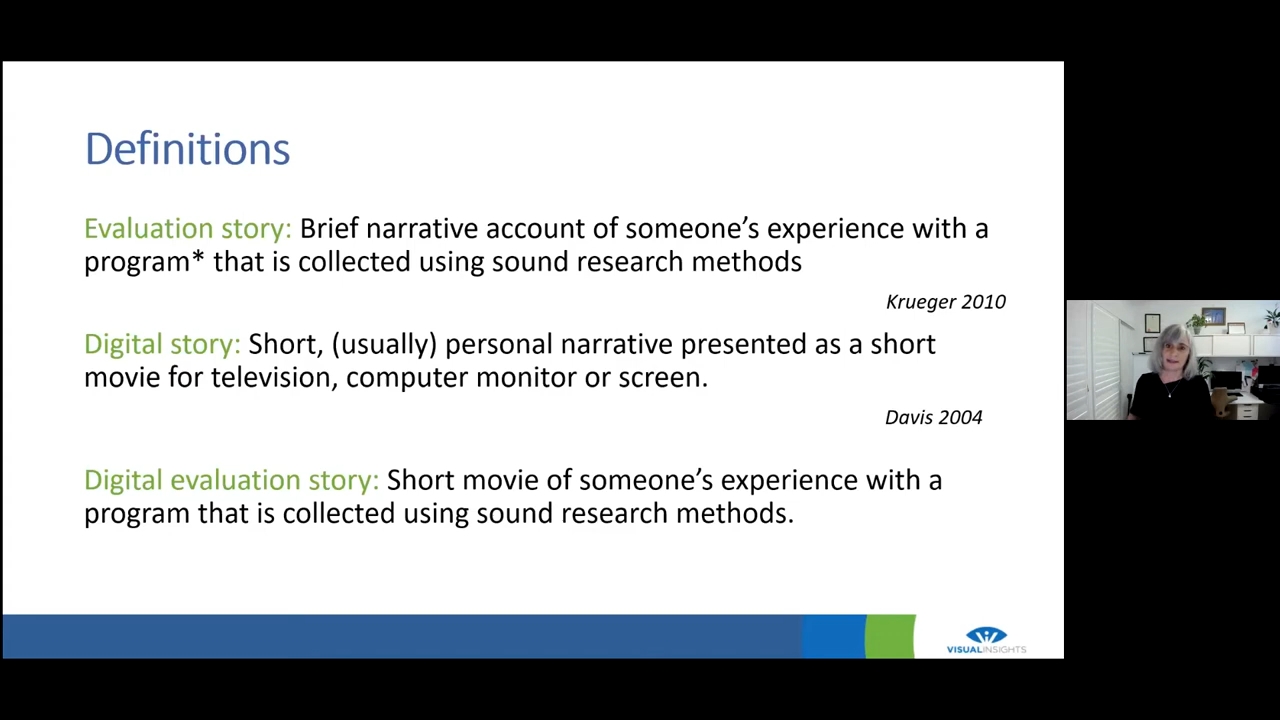 Definitions
Evaluation story: Brief narrative account of someone’s experience with a
program* that is collected using sound research methods
Krueger 2010
Digital story: Short, (usually) personal narrative presented as a short
movie for television, computer monitor or screen.
Davis 2004
Digital evaluation story: Short movie of someone’s experience with a
program that is collected using sound research methods.
VISUALINSIGHTS